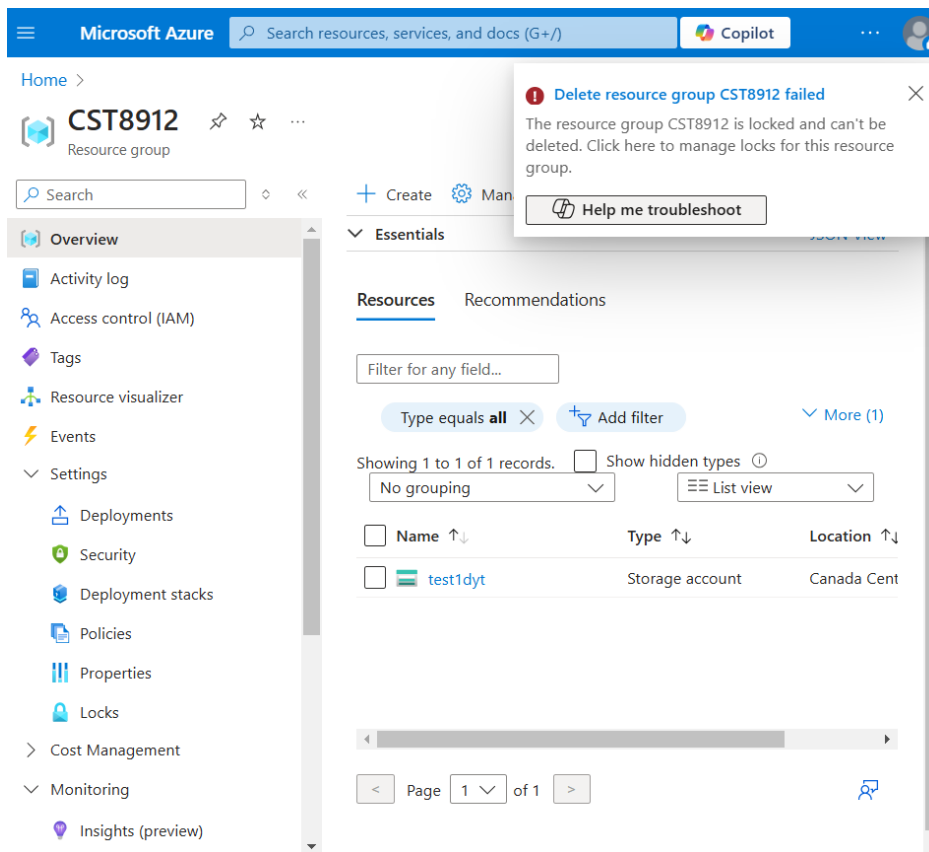 Microsoft Azure
Search resources, services, and docs (G+/)
Copilot
...
Home >
CST8912
...
Resource group
Delete resource group CST8912 failed
The resource group CST8912 is locked and can't be
deleted. Click here to manage locks for this resource
group.
Help me troubleshoot
Search
Create
Man
Essentials
JSON View
Overview
Activity log
Access control (IAM)
Tags
Resource visualizer
Events
Settings
Deployments
Security
Deployment stacks
Policies
Properties
Locks
Cost Management
Monitoring
Insights (preview)
Resources Recommendations
Filter for any field...
Type equals all
Add filter
More (1)
Showing 1 to 1 of 1 records.
Show hidden types
No grouping
List view
Name Type Location
test1dyt Storage account Canada Cent
< Page 1 of 1 >